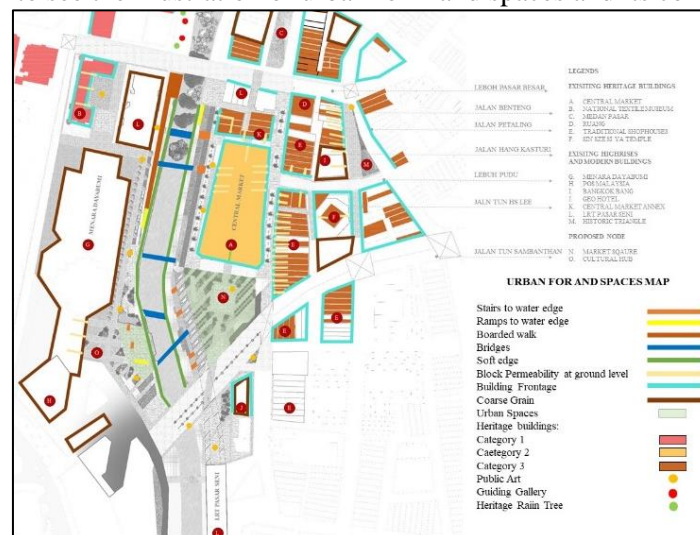 LEGENDS
EXISITING HERITAGE BUILDINGS
A. CENTRAL MARKET
B. NATIONAL TEXTILE MUSEUM
C. MEDAN PASAR
D. RUANG
E. TRADITIONAL SHOPHOUSES
F. SIN SZE SI YA TEMPLE
EXISTING HIGHRISES
AND MODERN BUILDINGS
G. MENARA DAYABUMI
H. POS MALAYSIA
I. BANGKOK BANG
J. GEO HOTEL
K. CENTRAL MARKET ANNEX
L. LRT PASAR SENI
M. HISTORIC TRIANGLE
PROPOSED NODE
N. MARKET SQAURE
O. CULTURAL HUB
LEBOH PASAR BESAR
JALAN BENTENG
JALAN PETALING
JALAN HANG KASTURI
LEBUH PUDU
JALN TUN HS LEE
JALAN TUN SAMBANTHAN
URBAN FOR AND SPACES MAP
Stairs to water edge
Ramps to water edge
Boarded walk
Bridges
Soft edge
Block Permeability at ground level
Building Frontage
Coarse Grain
Urban Spaces
Heritage buildings:
Category 1
Caetegory 2
Category 3
Public Art
Guiding Gallery
Heritage Raiin Tree
MENARA DAYABUMI
CENTRAL MARKET
LRT PASAR SENI
C
B
L
L
D
K
E
I
M
G
A
E
F
N
O
E
E
H
J
E
L